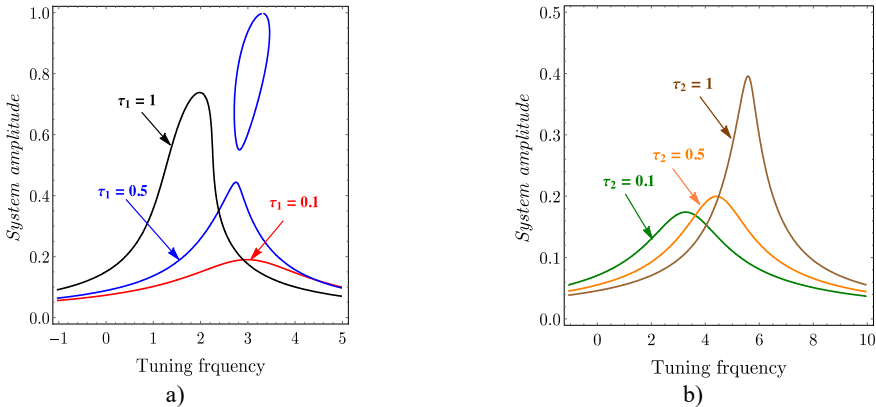 1.0
0.8
0.6
0.4
0.2
0.0
System amplitude
τ₁ = 1
τ₁ = 0.5
τ₁ = 0.1
−1 0 1 2 3 4 5
Tuning frquency
a)
0.5
0.4
0.3
0.2
0.1
0.0
System amplitude
τ₂ = 1
τ₂ = 0.5
τ₂ = 0.1
0 2 4 6 8 10
Tuning frquency
b)